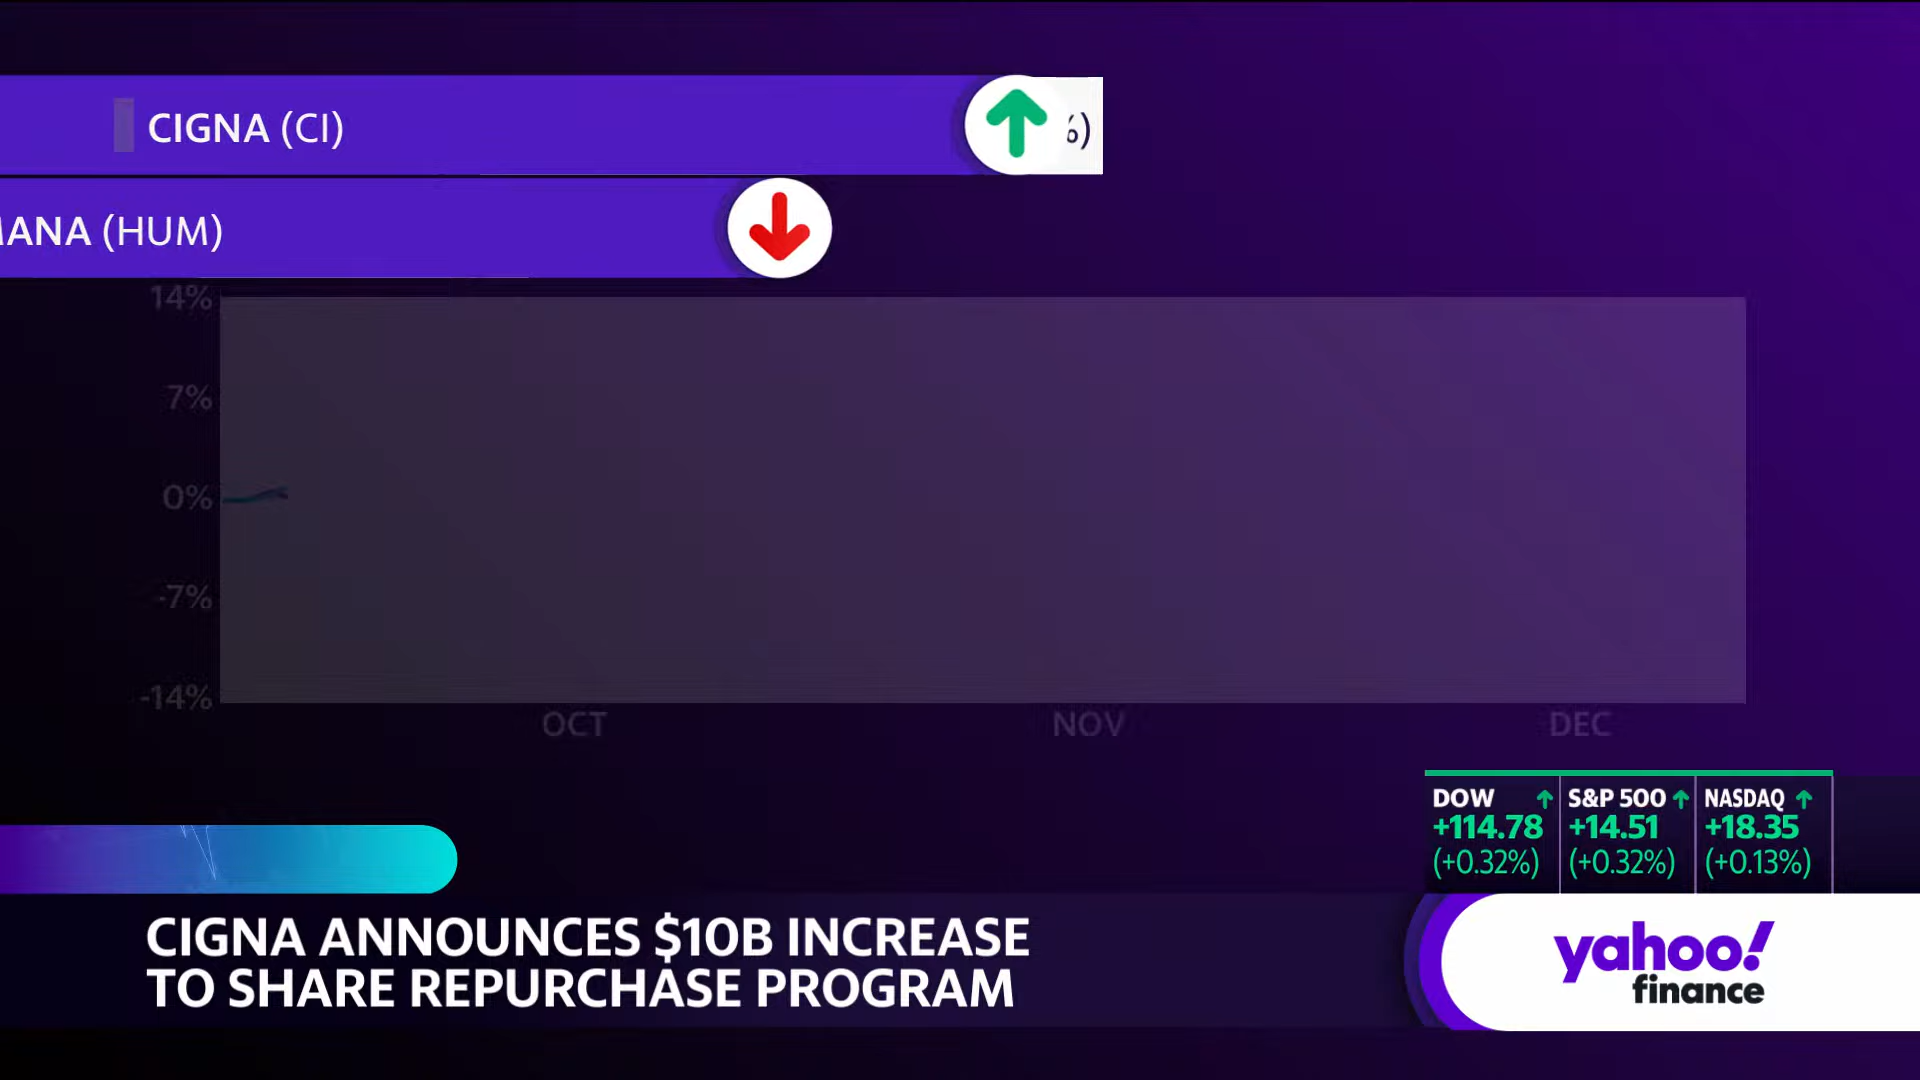 CIGNA (CI)
%)
MANA (HUM)
14%
7%
0%
-7%
-14%
OCT
NOV
DEC
DOW
+114.78
(+0.32%)
S&P 500
+14.51
(+0.32%)
NASDAQ
+18.35
(+0.13%)
CIGNA ANNOUNCES $10B INCREASE
TO SHARE REPURCHASE PROGRAM
yahoo!
finance